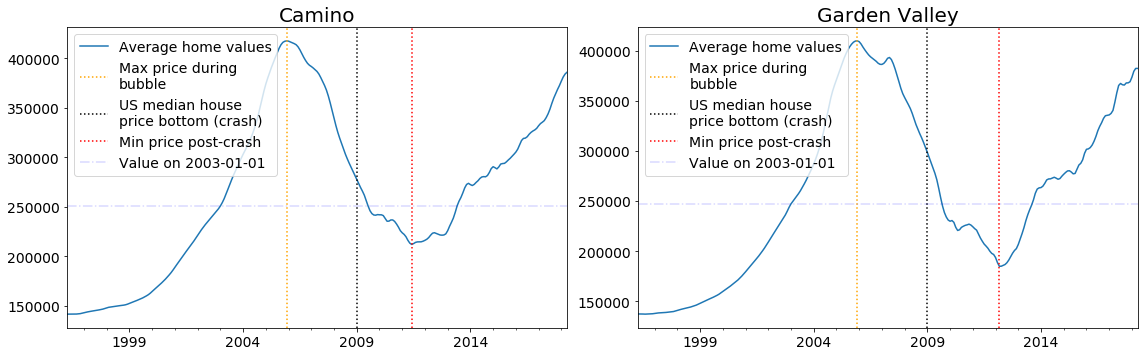 Camino
Average home values
Max price during
bubble
US median house
price bottom (crash)
Min price post-crash
Value on 2003-01-01
400000
350000
300000
250000
200000
150000
1999
2004
2009
2014
Garden Valley
Average home values
Max price during
bubble
US median house
price bottom (crash)
Min price post-crash
Value on 2003-01-01
400000
350000
300000
250000
200000
150000
1999
2004
2009
2014